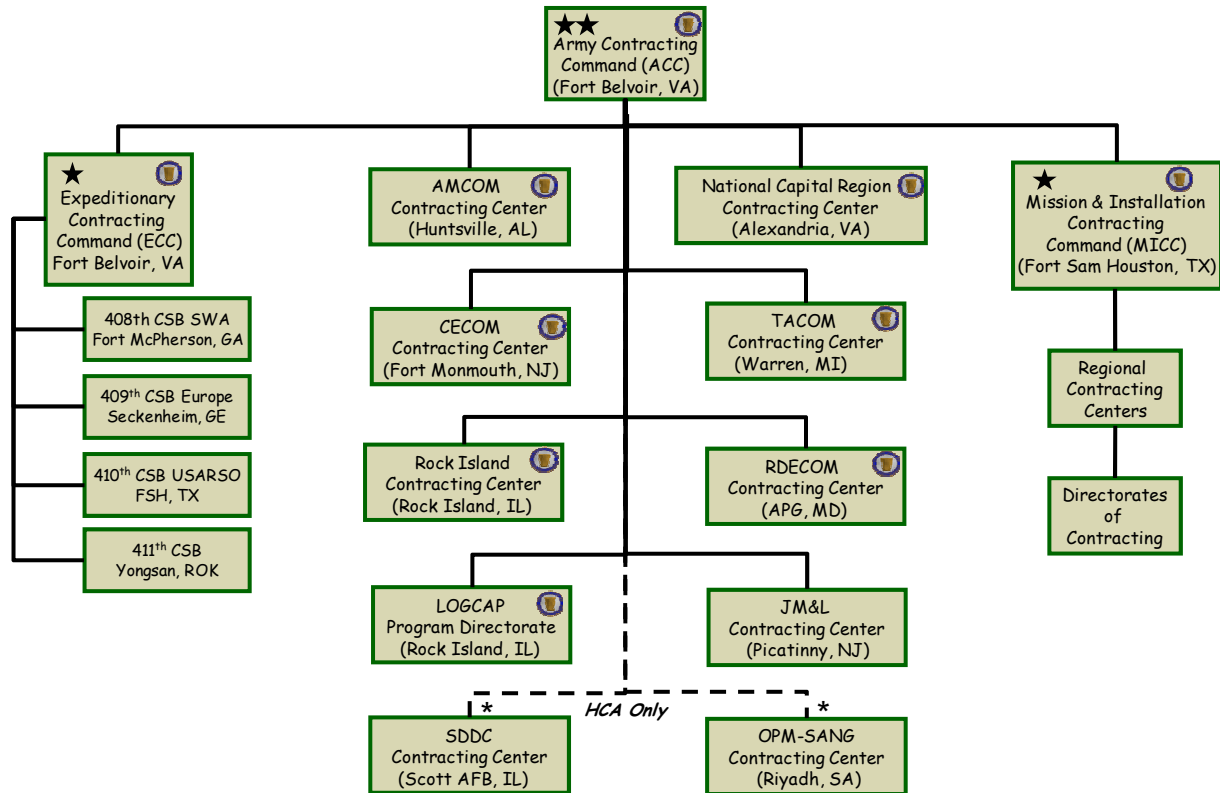 Army Contracting
Command (ACC)
(Fort Belvoir, VA)
Expeditionary
Contracting
Command (ECC)
Fort Belvoir, VA
AMCOM
Contracting Center
(Huntsville, AL)
National Capital Region
Contracting Center
(Alexandria, VA)
Mission & Installation
Contracting
Command (MICC)
(Fort Sam Houston, TX)
408th CSB SWA
Fort McPherson, GA
409th CSB Europe
Seckenheim, GE
410th CSB USARSO
FSH, TX
411th CSB
Yongsan, ROK
CECOM
Contracting Center
(Fort Monmouth, NJ)
TACOM
Contracting Center
(Warren, MI)
Regional
Contracting
Centers
Rock Island
Contracting Center
(Rock Island, IL)
RDECOM
Contracting Center
(APG, MD)
Directorates
of
Contracting
LOGCAP
Program Directorate
(Rock Island, IL)
JM&L
Contracting Center
(Picatinny, NJ)
* HCA Only *
SDDC
Contracting Center
(Scott AFB, IL)
OPM-SANG
Contracting Center
(Riyadh, SA)